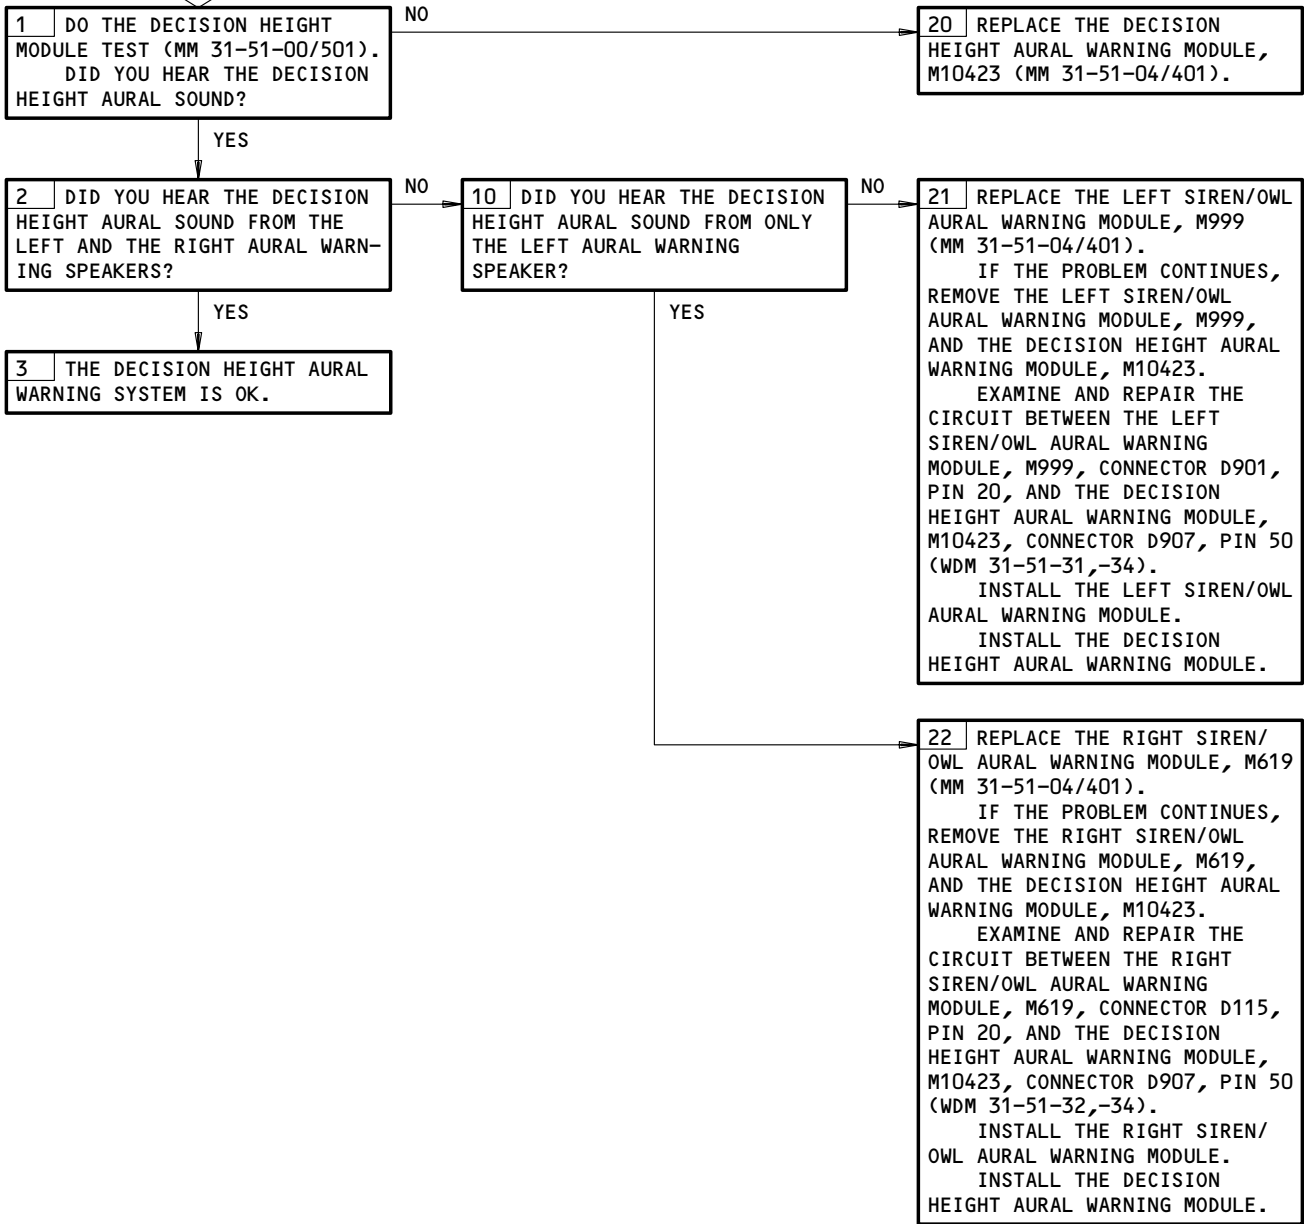 1 DO THE DECISION HEIGHT
MODULE TEST (MM 31-51-00/501).
DID YOU HEAR THE DECISION
HEIGHT AURAL SOUND?
NO
20 REPLACE THE DECISION
HEIGHT AURAL WARNING MODULE,
M10423 (MM 31-51-04/401).
YES
2 DID YOU HEAR THE DECISION
HEIGHT AURAL SOUND FROM THE
LEFT AND THE RIGHT AURAL WARN-
ING SPEAKERS?
NO
10 DID YOU HEAR THE DECISION
HEIGHT AURAL SOUND FROM ONLY
THE LEFT AURAL WARNING
SPEAKER?
NO
21 REPLACE THE LEFT SIREN/OWL
AURAL WARNING MODULE, M999
(MM 31-51-04/401).
IF THE PROBLEM CONTINUES,
REMOVE THE LEFT SIREN/OWL
AURAL WARNING MODULE, M999,
AND THE DECISION HEIGHT AURAL
WARNING MODULE, M10423.
EXAMINE AND REPAIR THE
CIRCUIT BETWEEN THE LEFT
SIREN/OWL AURAL WARNING
MODULE, M999, CONNECTOR D901,
PIN 20, AND THE DECISION
HEIGHT AURAL WARNING MODULE,
M10423, CONNECTOR D907, PIN 50
(WDM 31-51-31,-34).
INSTALL THE LEFT SIREN/OWL
AURAL WARNING MODULE.
INSTALL THE DECISION
HEIGHT AURAL WARNING MODULE.
YES
3 THE DECISION HEIGHT AURAL
WARNING SYSTEM IS OK.
YES
22 REPLACE THE RIGHT SIREN/
OWL AURAL WARNING MODULE, M619
(MM 31-51-04/401).
IF THE PROBLEM CONTINUES,
REMOVE THE RIGHT SIREN/OWL
AURAL WARNING MODULE, M619,
AND THE DECISION HEIGHT AURAL
WARNING MODULE, M10423.
EXAMINE AND REPAIR THE
CIRCUIT BETWEEN THE RIGHT
SIREN/OWL AURAL WARNING
MODULE, M619, CONNECTOR D115,
PIN 20, AND THE DECISION
HEIGHT AURAL WARNING MODULE,
M10423, CONNECTOR D907, PIN 50
(WDM 31-51-32,-34).
INSTALL THE RIGHT SIREN/
OWL AURAL WARNING MODULE.
INSTALL THE DECISION
HEIGHT AURAL WARNING MODULE.